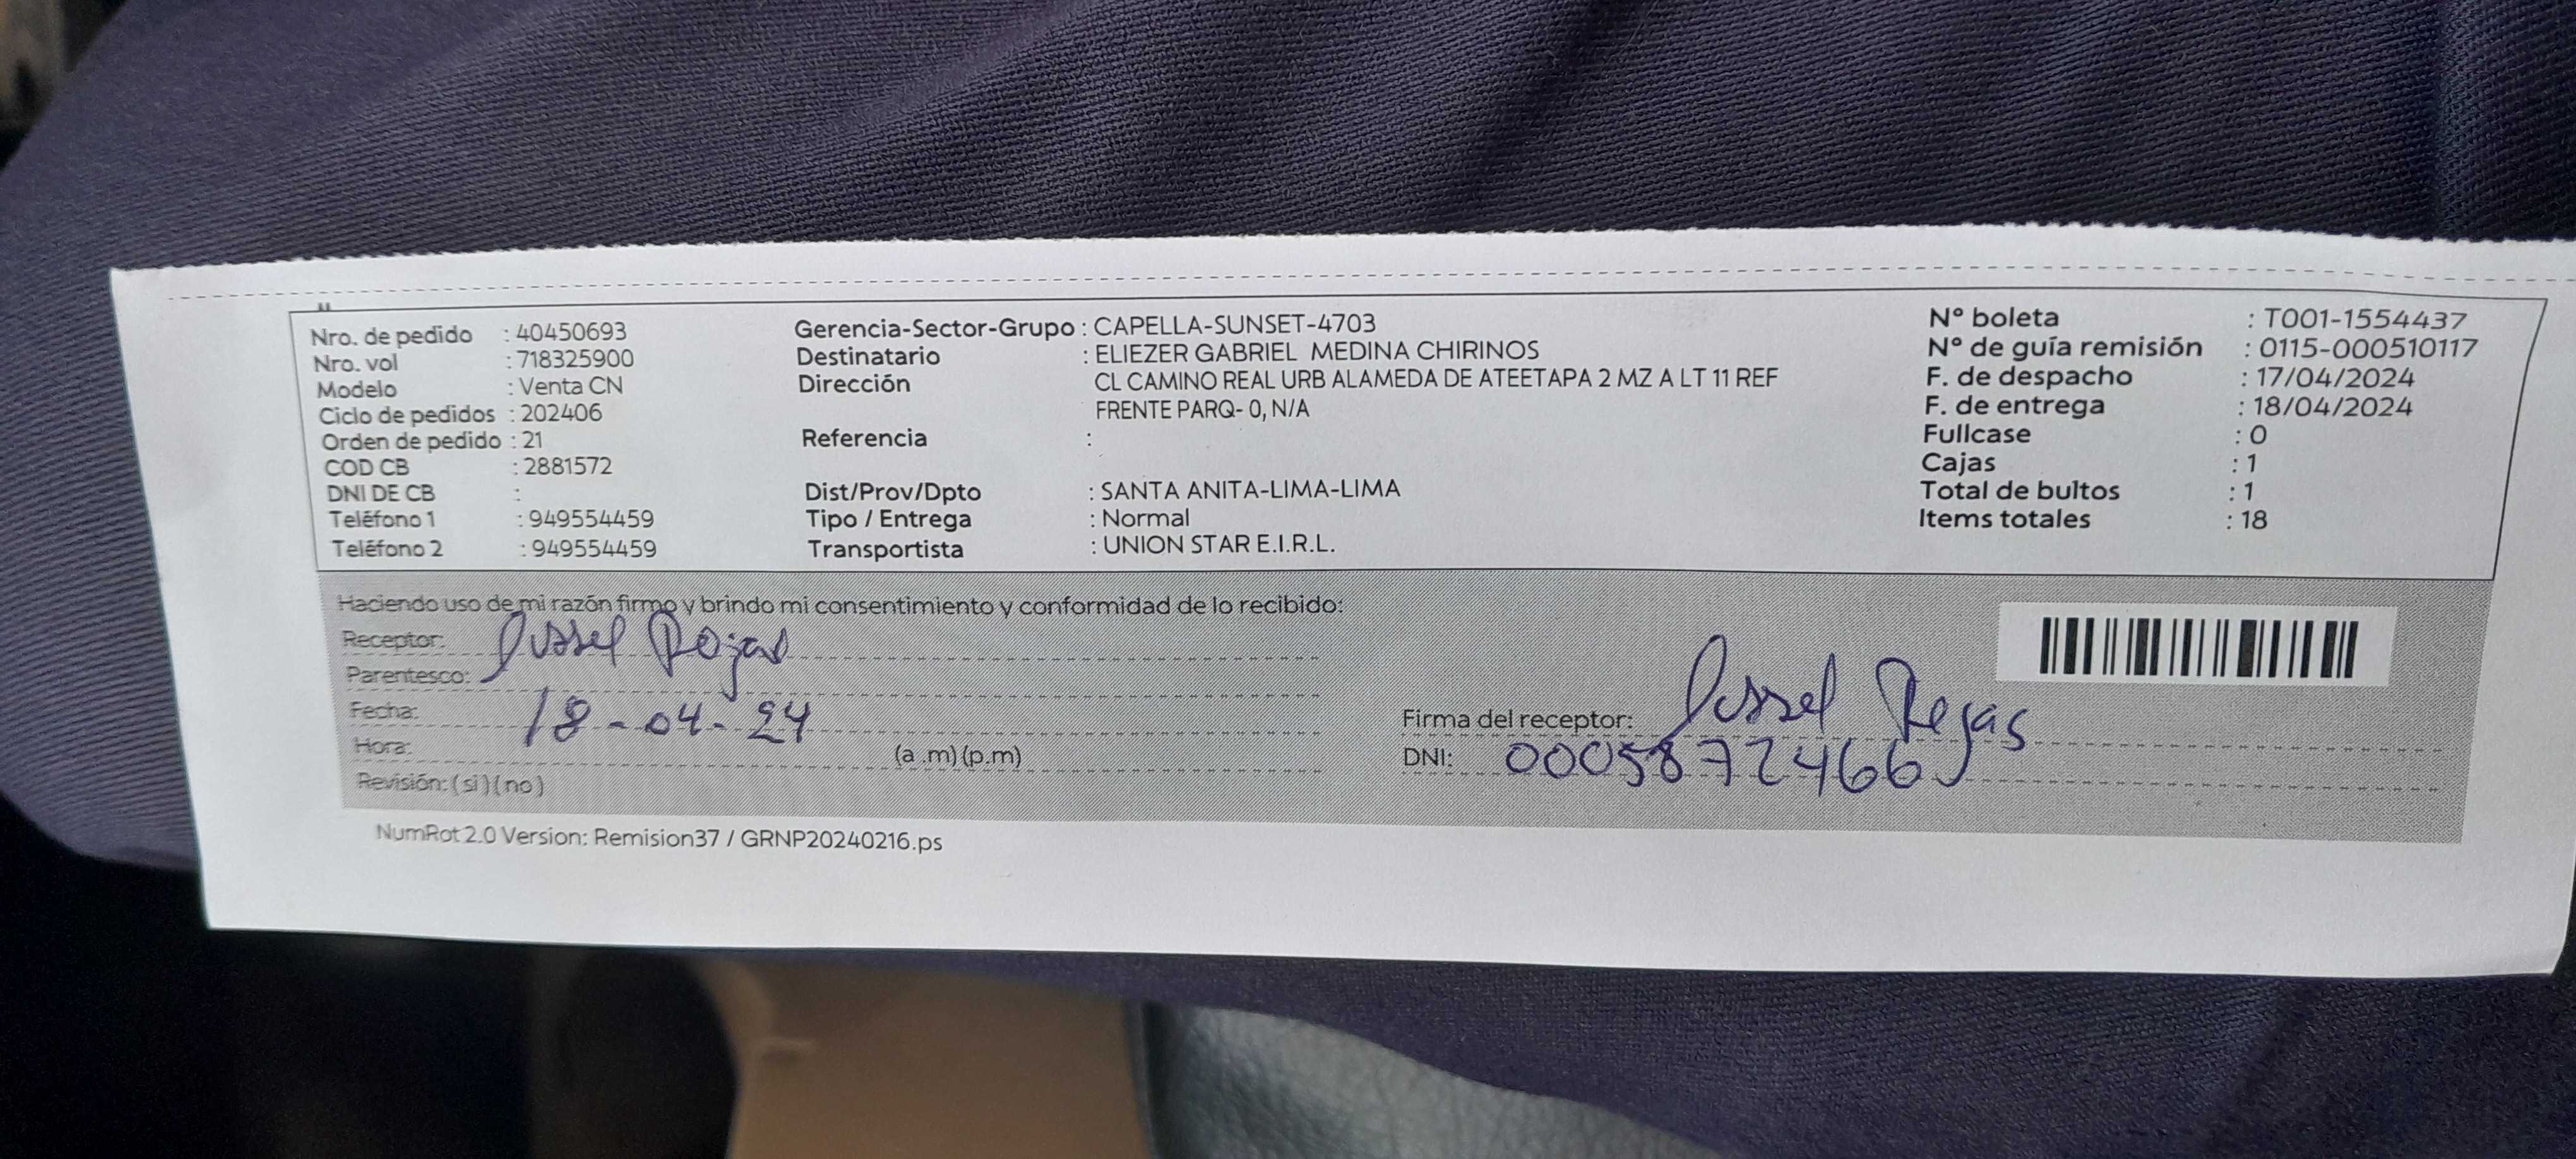 Nro. de pedido : 40450693
Nro. vol : 718325900
Modelo : Venta CN
Ciclo de pedidos : 202406
Orden de pedido : 21
COD CB : 2881572
DNI DE CB :
Teléfono 1 : 949554459
Teléfono 2 : 949554459
Gerencia-Sector-Grupo : CAPELLA-SUNSET-4703
Destinatario : ELIEZER GABRIEL MEDINA CHIRINOS
Dirección CL CAMINO REAL URB ALAMEDA DE ATEETAPA 2 MZ A LT 11 REF
FRENTE PARQ- 0, N/A
Referencia :
Dist/Prov/Dpto : SANTA ANITA-LIMA-LIMA
Tipo / Entrega : Normal
Transportista : UNION STAR E.I.R.L.
Nº boleta : T001-1554437
Nº de guía remisión : 0115-000510117
F. de despacho : 17/04/2024
F. de entrega : 18/04/2024
Fullcase : 0
Cajas : 1
Total de bultos : 1
Items totales : 18
Haciendo uso de mi razón firmo y brindo mi consentimiento y conformidad de lo recibido:
Receptor: Rojas
Parentesco:
Fecha: 18-04-24
Hora: (a.m)(p.m)
Revisión: (si)(no)
Firma del receptor: Rojas
DNI: 0005872466
NumRot 2.0 Version: Remision37 / GRNP20240216.ps